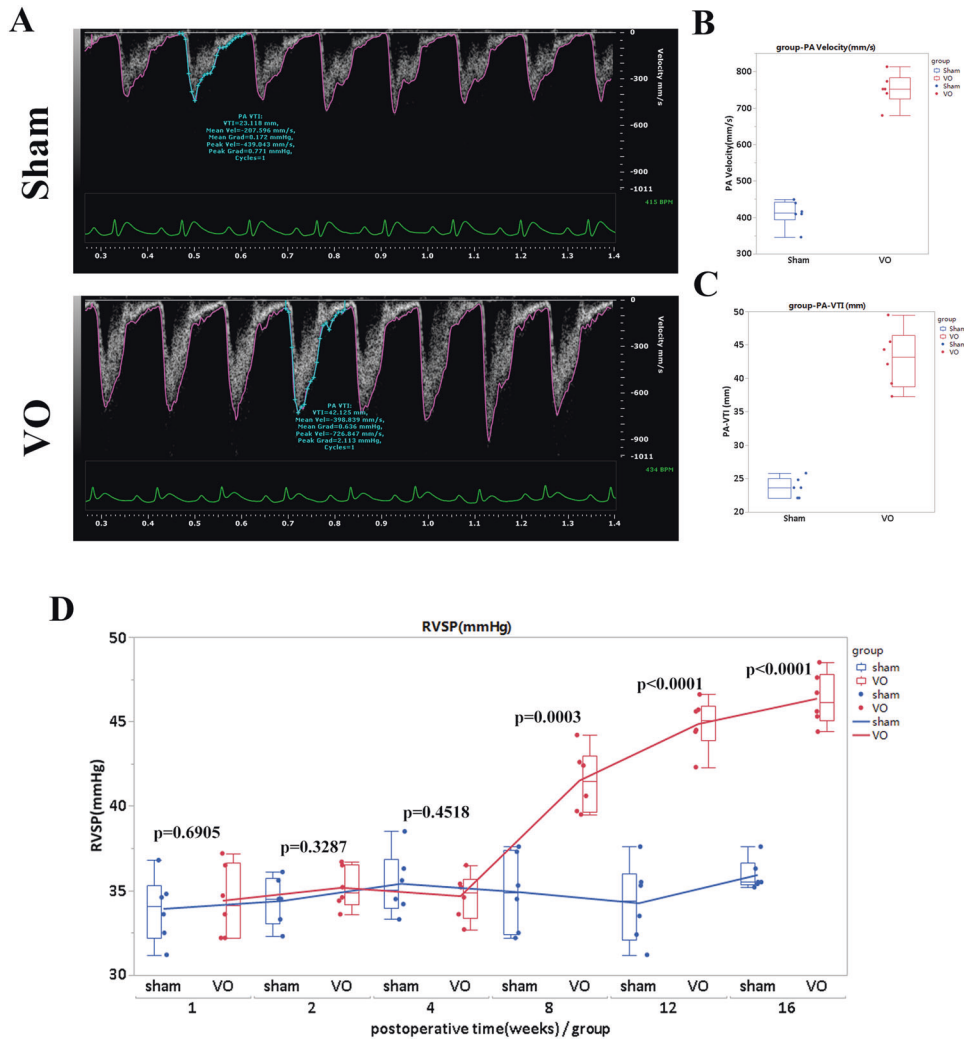 A
Sham
0
-300
-600
-900
-1011
Velocity mm/s
PA VTI:
VTI=23.118 mm,
Mean Vel=-207.596 mm/s,
Mean Grad=0.172 mmHg,
Peak Vel=-439.043 mm/s,
Peak Grad=0.771 mmHg,
Cycles=1
415 BPM
0.3 0.4 0.5 0.6 0.7 0.8 0.9 1.0 1.1 1.2 1.3 1.4
VO
0
-300
-600
-900
-1011
Velocity mm/s
PA VTI:
VTI=42.125 mm,
Mean Vel=-398.839 mm/s,
Mean Grad=0.636 mmHg,
Peak Vel=-726.847 mm/s,
Peak Grad=2.113 mmHg,
Cycles=1
434 BPM
0.3 0.4 0.5 0.6 0.7 0.8 0.9 1.0 1.1 1.2 1.3 1.4
B
group-PA Velocity(mm/s)
PA Velocity(mm/s)
800
700
600
500
400
300
Sham VO
group
Sham
VO
Sham
VO
C
group-PA-VTI (mm)
PA-VTI (mm)
50
45
40
35
30
25
20
Sham VO
group
Sham
VO
Sham
VO
D
RVSP(mmHg)
RVSP(mmHg)
50
45
40
35
30
p=0.6905
p=0.3287
p=0.4518
p=0.0003
p<0.0001
p<0.0001
group
sham
VO
sham
VO
sham
VO
sham VO sham VO sham VO sham VO sham VO sham VO
1 2 4 8 12 16
postoperative time(weeks) / group